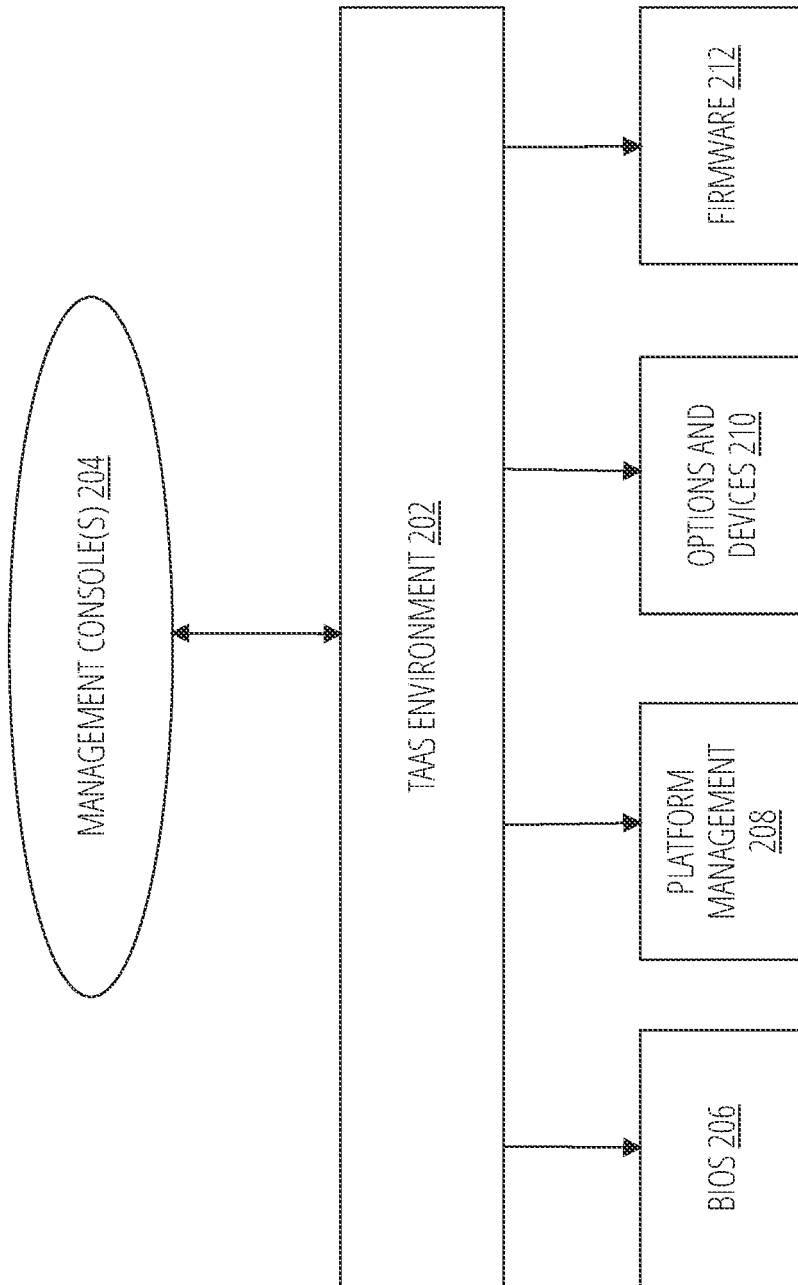 MANAGEMENT CONSOLE(S) 204
TAAS ENVIRONMENT 202
BIOS 206
PLATFORM
MANAGEMENT
208
OPTIONS AND
DEVICES 210
FIRMWARE 212